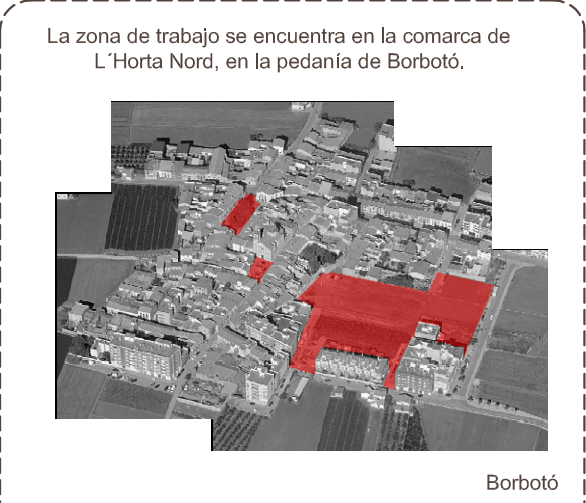 La zona de trabajo se encuentra en la comarca de
L´Horta Nord, en la pedanía de Borbotó.
Borbotó